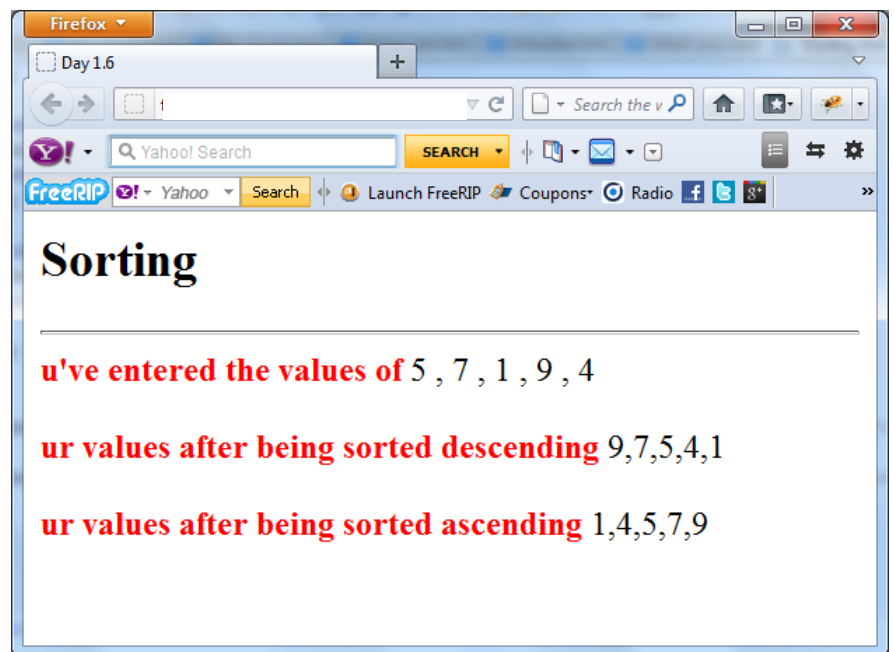 Firefox
Day 1.6
Search the v
Y!
Yahoo! Search
SEARCH
FreeRIP
Y!
Yahoo
Search
Launch FreeRIP
Coupons
Radio
f
g+
»
Sorting
u've entered the values of 5 , 7 , 1 , 9 , 4
ur values after being sorted descending 9,7,5,4,1
ur values after being sorted ascending 1,4,5,7,9